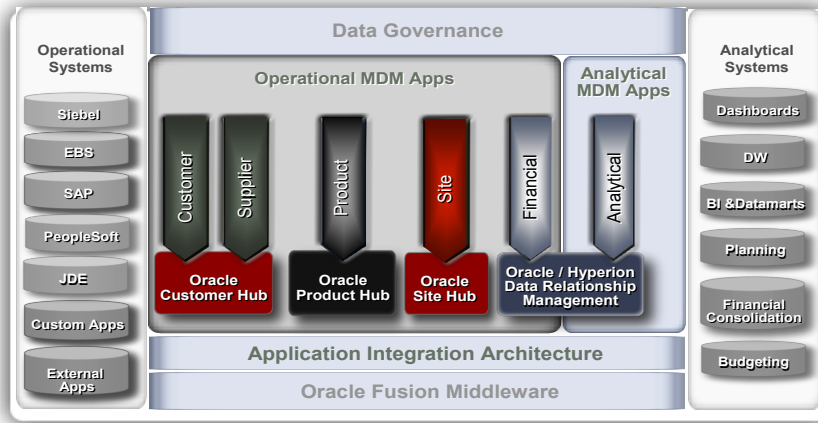 Data Governance
Operational
Systems
Siebel
EBS
SAP
PeopleSoft
JDE
Custom Apps
External
Apps
Operational MDM Apps
Customer
Supplier
Product
Site
Financial
Oracle
Customer Hub
Oracle
Product Hub
Oracle
Site Hub
Oracle / Hyperion
Data Relationship
Management
Analytical
MDM Apps
Analytical
Application Integration Architecture
Oracle Fusion Middleware
Analytical
Systems
Dashboards
DW
BI &Datamarts
Planning
Financial
Consolidation
Budgeting